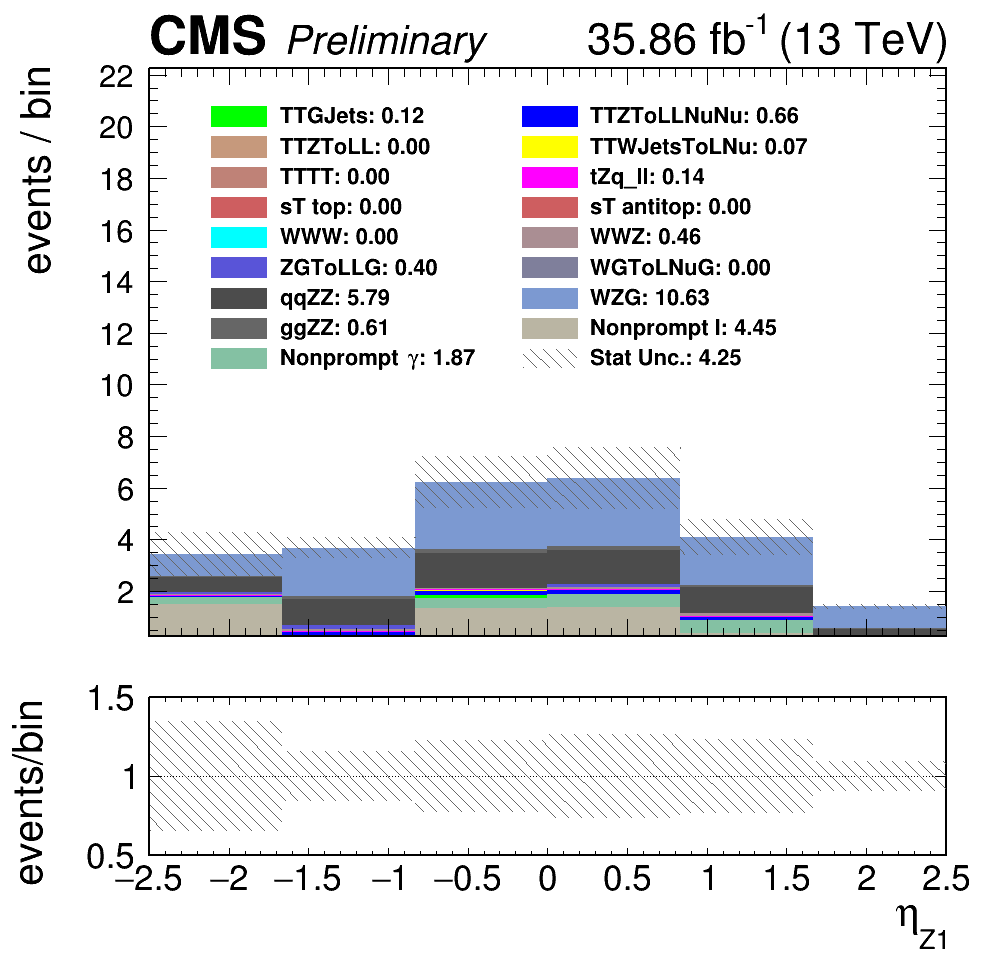 CMS Preliminary 35.86 fb-1 (13 TeV)
events / bin
22
20
18
16
14
12
10
8
6
4
2
TTGJets: 0.12
TTZToLLNuNu: 0.66
TTZToLL: 0.00
TTWJetsToLNu: 0.07
TTTT: 0.00
tZq_ll: 0.14
sT top: 0.00
sT antitop: 0.00
WWW: 0.00
WWZ: 0.46
ZGToLLG: 0.40
WGToLNuG: 0.00
qqZZ: 5.79
WZG: 10.63
ggZZ: 0.61
Nonprompt l: 4.45
Nonprompt γ: 1.87
Stat Unc.: 4.25
events/bin
1.5
1
0.5
−2.5 −2 −1.5 −1 −0.5 0 0.5 1 1.5 2 2.5
ηZ1